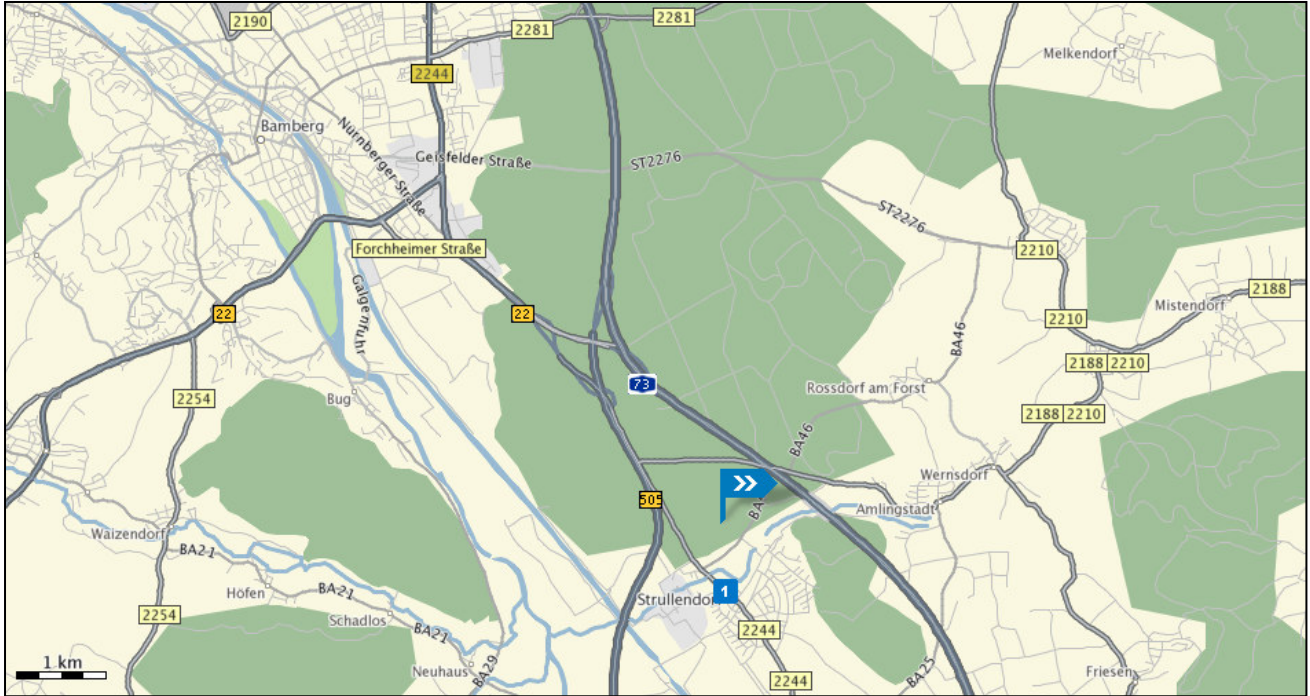 2190
2281
2281
Melkendorf
2244
Bamberg
Nürnberger Straße
Geisfelder Straße
ST2276
ST2276
Forchheimer Straße
2210
2188
Mistendorf
22
22
Galgenfuhr
2210
BA46
2188 2210
73
Rossdorf am Forst
2254
Bug
2188 2210
BA46
Wernsdorf
505
Amlingstadt
Waizendorf
BA21
Höfen
BA21
Strullendorf
1
2254
Schadlos
BA21
2244
1 km
Neuhaus
BA29
2244
BA25
Friesen